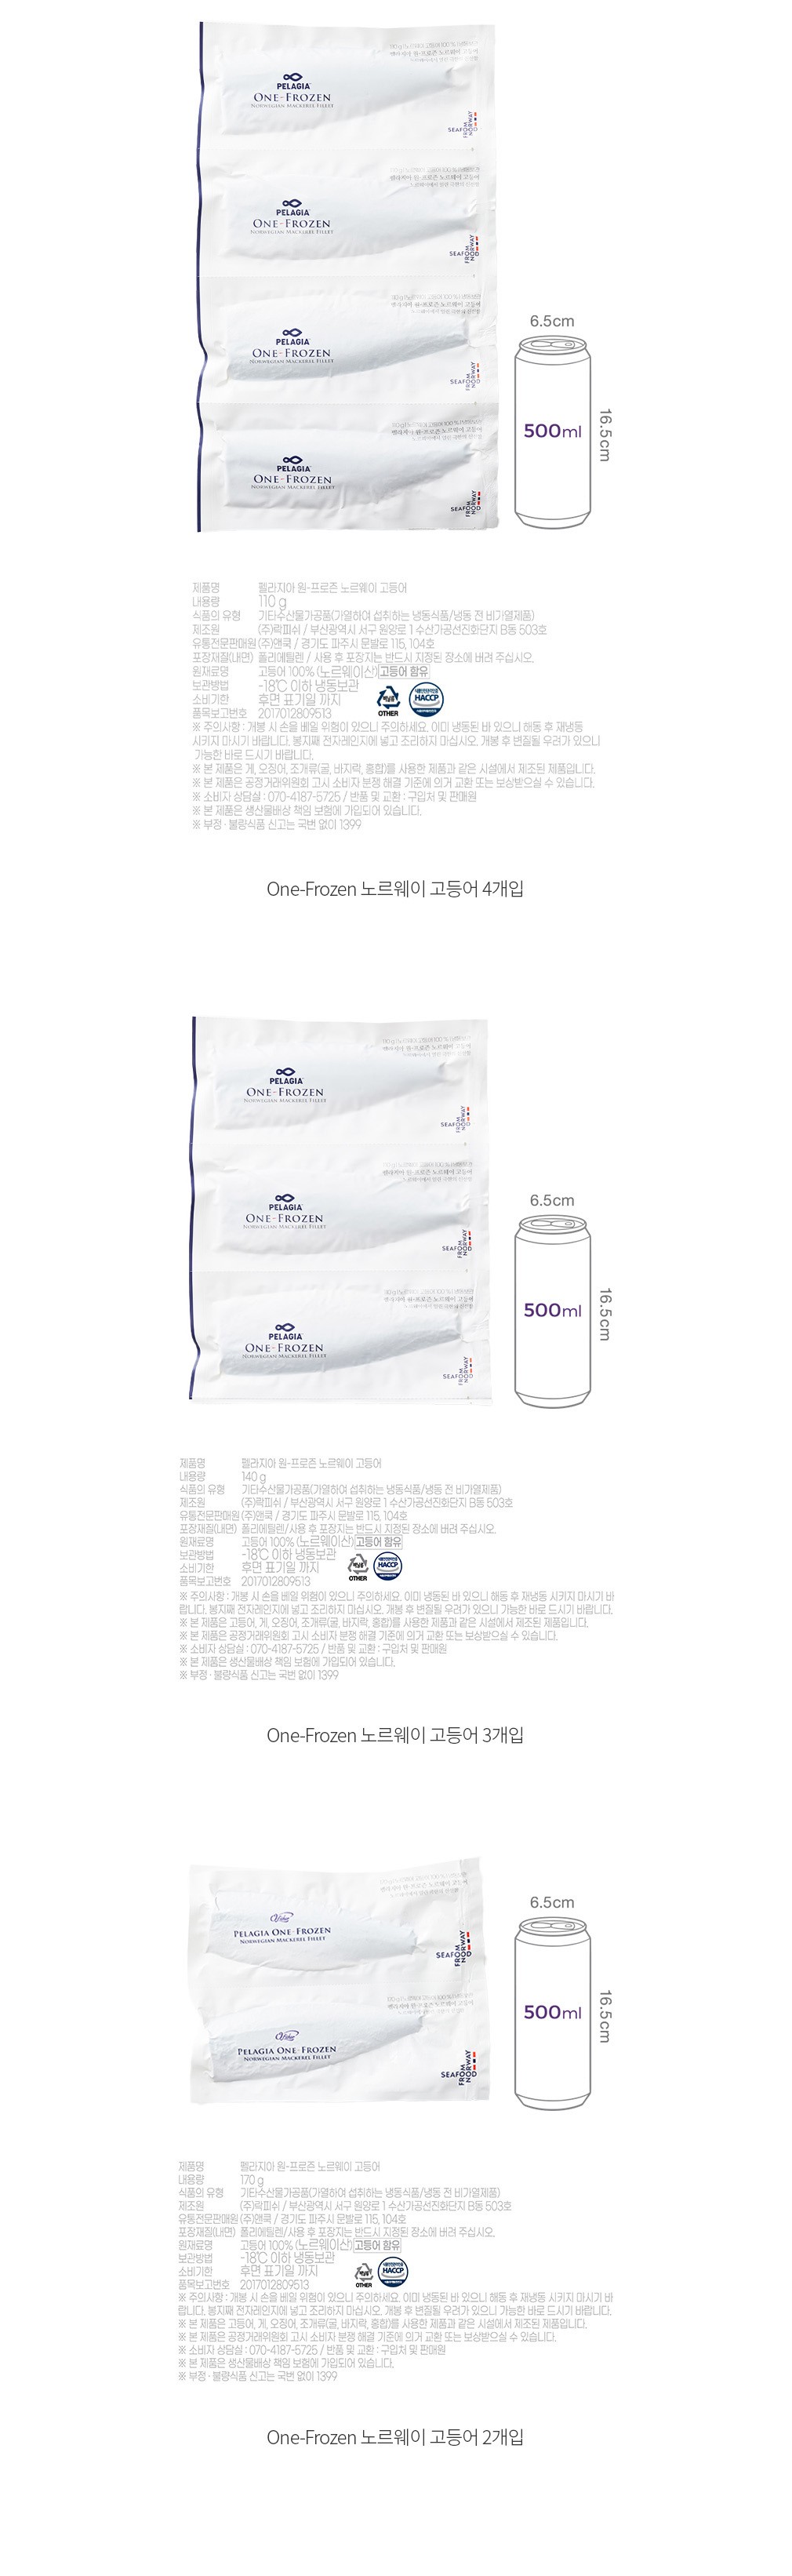 PELAGIA
ONE-FROZEN
NORWEGIAN MACKEREL FILLET
SEAFOOD
FROM
NORWAY
PELAGIA
ONE-FROZEN
NORWEGIAN MACKEREL FILLET
SEAFOOD
FROM
NORWAY
PELAGIA
ONE-FROZEN
NORWEGIAN MACKEREL FILLET
SEAFOOD
FROM
NORWAY
6.5cm
500ml
16.5cm
PELAGIA
ONE-FROZEN
NORWEGIAN MACKEREL FILLET
SEAFOOD
FROM
NORWAY
제품명 펠라지아 원-프로즌 노르웨이 고등어
내용량 110 g
식품의 유형 기타수산물가공품(가열하여 섭취하는 냉동식품/냉동 전 비가열제품)
제조원 (주)락피쉬 / 부산광역시 서구 원양로 1 수산가공선진화단지 B동 503호
유통전문판매원 (주)앤쿡 / 경기도 파주시 문발로 115, 104호
포장재질(내면) 폴리에틸렌 / 사용 후 포장지는 반드시 지정된 장소에 버려 주십시오.
원재료명 고등어 100% (노르웨이산) 고등어 함유
보관방법 -18℃ 이하 냉동보관
소비기한 후면 표기일 까지
품목보고번호 2017012809513
OTHER
HACCP
※ 주의사항 : 개봉 시 손을 베일 위험이 있으니 주의하세요. 이미 냉동된 바 있으니 해동 후 재냉동
시키지 마시기 바랍니다. 봉지째 전자레인지에 넣고 조리하지 마십시오. 개봉 후 변질될 우려가 있으니
가능한 바로 드시기 바랍니다.
※ 본 제품은 게, 오징어, 조개류(굴, 바지락, 홍합)를 사용한 제품과 같은 시설에서 제조된 제품입니다.
※ 본 제품은 공정거래위원회 고시 소비자 분쟁 해결 기준에 의거 교환 또는 보상받으실 수 있습니다.
※ 소비자 상담실 : 070-4187-5725 / 반품 및 교환 : 구입처 및 판매원
※ 본 제품은 생산물배상 책임 보험에 가입되어 있습니다.
※ 부정 · 불량식품 신고는 국번 없이 1399
One-Frozen 노르웨이 고등어 4개입
PELAGIA
ONE-FROZEN
NORWEGIAN MACKEREL FILLET
SEAFOOD
FROM
NORWAY
PELAGIA
ONE-FROZEN
NORWEGIAN MACKEREL FILLET
SEAFOOD
FROM
NORWAY
6.5cm
500ml
16.5cm
PELAGIA
ONE-FROZEN
NORWEGIAN MACKEREL FILLET
SEAFOOD
FROM
NORWAY
제품명 펠라지아 원-프로즌 노르웨이 고등어
내용량 140 g
식품의 유형 기타수산물가공품(가열하여 섭취하는 냉동식품/냉동 전 비가열제품)
제조원 (주)락피쉬 / 부산광역시 서구 원양로 1 수산가공선진화단지 B동 503호
유통전문판매원 (주)앤쿡 / 경기도 파주시 문발로 115, 104호
포장재질(내면) 폴리에틸렌/사용 후 포장지는 반드시 지정된 장소에 버려 주십시오.
원재료명 고등어 100% (노르웨이산) 고등어 함유
보관방법 -18℃ 이하 냉동보관
소비기한 후면 표기일 까지
품목보고번호 2017012809513
OTHER
HACCP
※ 주의사항 : 개봉 시 손을 베일 위험이 있으니 주의하세요. 이미 냉동된 바 있으니 해동 후 재냉동 시키지 마시기 바
랍니다. 봉지째 전자레인지에 넣고 조리하지 마십시오. 개봉 후 변질될 우려가 있으니 가능한 바로 드시기 바랍니다.
※ 본 제품은 고등어, 게, 오징어, 조개류(굴, 바지락, 홍합)를 사용한 제품과 같은 시설에서 제조된 제품입니다.
※ 본 제품은 공정거래위원회 고시 소비자 분쟁 해결 기준에 의거 교환 또는 보상받으실 수 있습니다.
※ 소비자 상담실 : 070-4187-5725 / 반품 및 교환 : 구입처 및 판매원
※ 본 제품은 생산물배상 책임 보험에 가입되어 있습니다.
※ 부정 · 불량식품 신고는 국번 없이 1399
One-Frozen 노르웨이 고등어 3개입
PELAGIA ONE-FROZEN
NORWEGIAN MACKEREL FILLET
SEAFOOD
FROM
NORWAY
6.5cm
500ml
16.5cm
PELAGIA ONE-FROZEN
NORWEGIAN MACKEREL FILLET
SEAFOOD
FROM
NORWAY
제품명 펠라지아 원-프로즌 노르웨이 고등어
내용량 170 g
식품의 유형 기타수산물가공품(가열하여 섭취하는 냉동식품/냉동 전 비가열제품)
제조원 (주)락피쉬 / 부산광역시 서구 원양로 1 수산가공선진화단지 B동 503호
유통전문판매원 (주)앤쿡 / 경기도 파주시 문발로 115, 104호
포장재질(내면) 폴리에틸렌/사용 후 포장지는 반드시 지정된 장소에 버려 주십시오.
원재료명 고등어 100% (노르웨이산) 고등어 함유
보관방법 -18℃ 이하 냉동보관
소비기한 후면 표기일 까지
품목보고번호 2017012809513
OTHER
HACCP
※ 주의사항 : 개봉 시 손을 베일 위험이 있으니 주의하세요. 이미 냉동된 바 있으니 해동 후 재냉동 시키지 마시기 바
랍니다. 봉지째 전자레인지에 넣고 조리하지 마십시오. 개봉 후 변질될 우려가 있으니 가능한 바로 드시기 바랍니다.
※ 본 제품은 고등어, 게, 오징어, 조개류(굴, 바지락, 홍합)를 사용한 제품과 같은 시설에서 제조된 제품입니다.
※ 본 제품은 공정거래위원회 고시 소비자 분쟁 해결 기준에 의거 교환 또는 보상받으실 수 있습니다.
※ 소비자 상담실 : 070-4187-5725 / 반품 및 교환 : 구입처 및 판매원
※ 본 제품은 생산물배상 책임 보험에 가입되어 있습니다.
※ 부정 · 불량식품 신고는 국번 없이 1399
One-Frozen 노르웨이 고등어 2개입